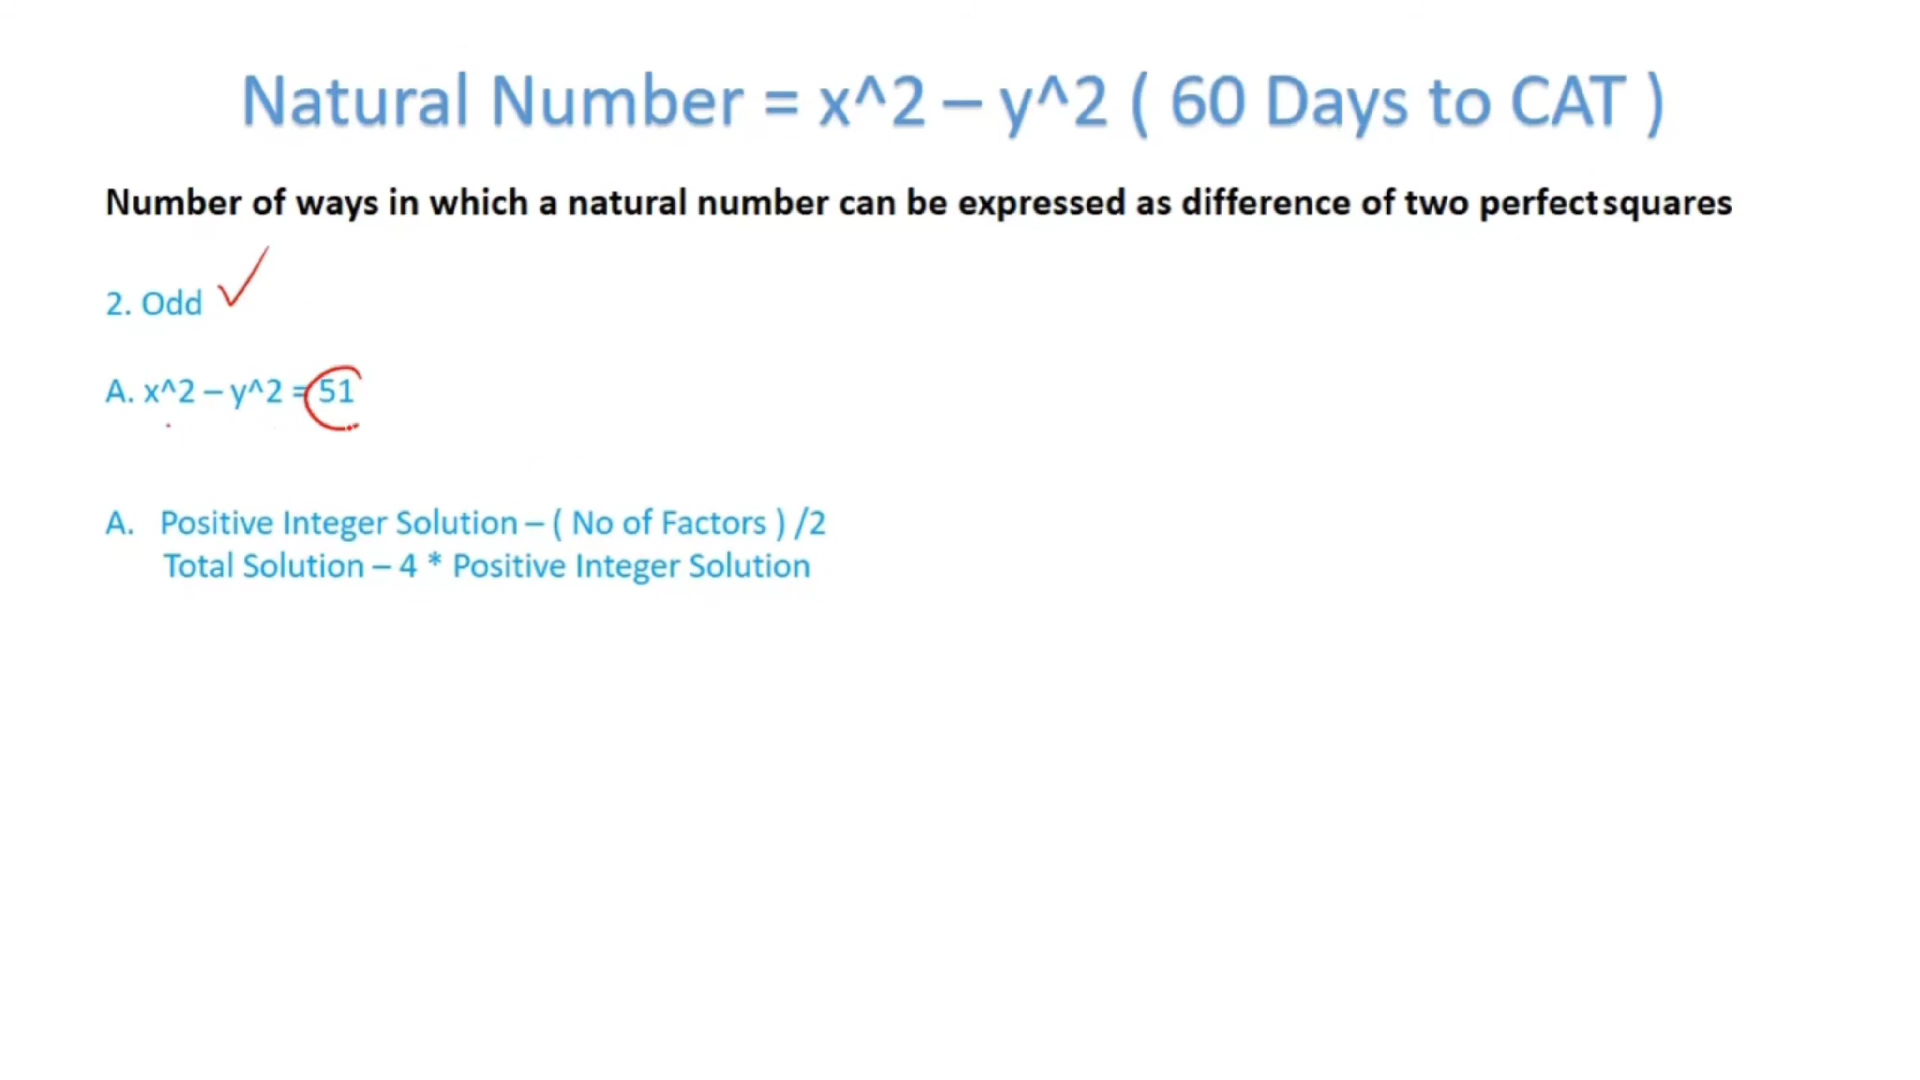 Natural Number = x^2 – y^2 ( 60 Days to CAT )
Number of ways in which a natural number can be expressed as difference of two perfect squares
2. Odd
A. x^2 – y^2 = 51
A. Positive Integer Solution – ( No of Factors ) /2
Total Solution – 4 * Positive Integer Solution